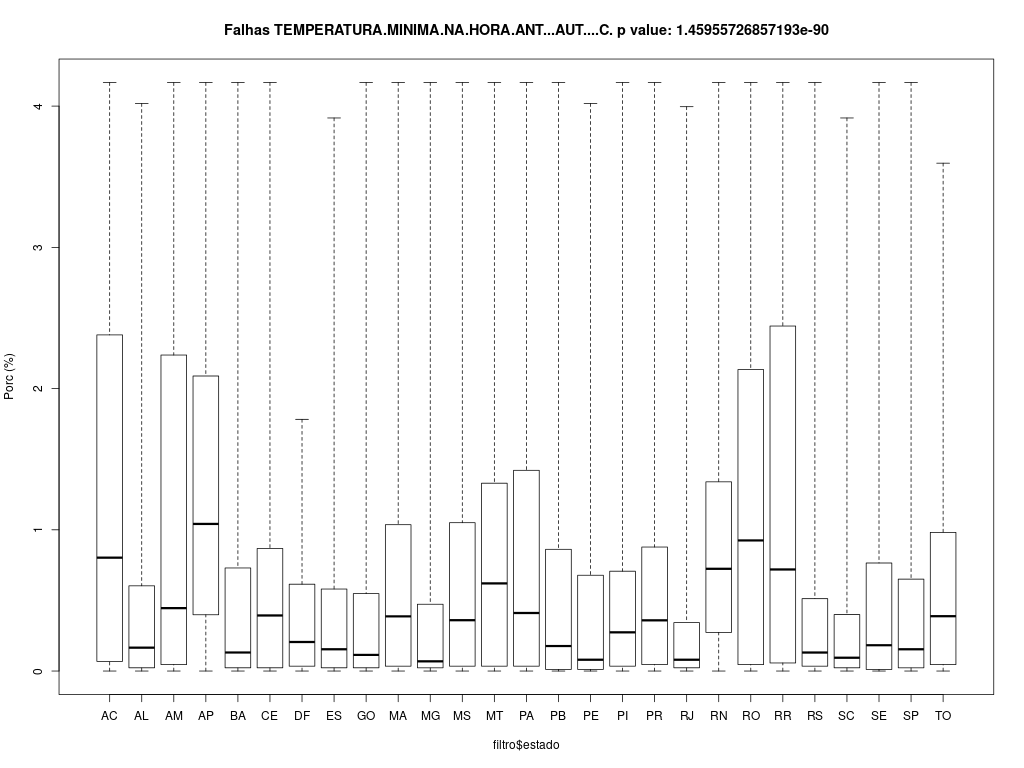 Falhas TEMPERATURA.MINIMA.NA.HORA.ANT...AUT....C. p value: 1.45955726857193e-90
Porc (%)
4
3
2
1
0
AC AL AM AP BA CE DF ES GO MA MG MS MT PA PB PE PI PR RJ RN RO RR RS SC SE SP TO
filtro$estado